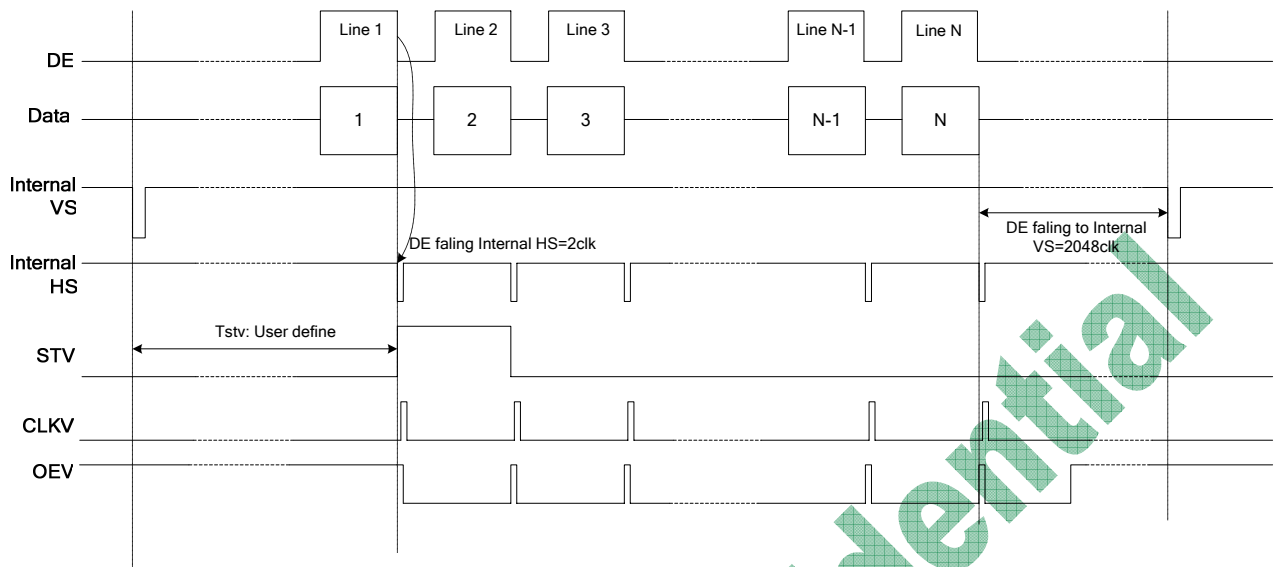 Line 1
Line 2
Line 3
Line N-1
Line N
DE
Data
1
2
3
N-1
N
Internal
VS
DE faling to Internal
VS=2048clk
DE faling Internal HS=2clk
Internal
HS
Tstv: User define
STV
CLKV
OEV
dential